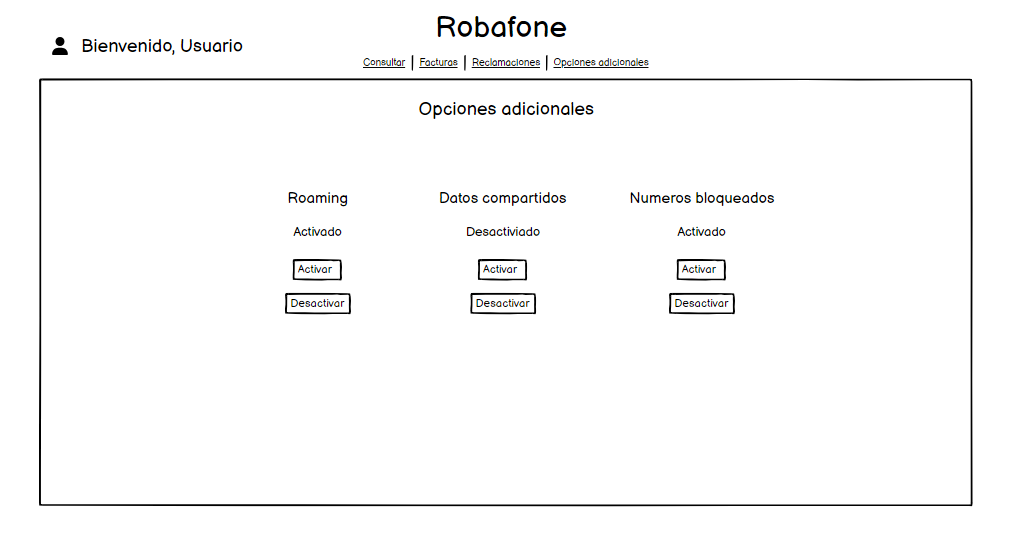 Robafone
Bienvenido, Usuario
Consultar | Facturas | Reclamaciones | Opciones adicionales
Opciones adicionales
Roaming Datos compartidos Numeros bloqueados
Activado Desactiviado Activado
Activar Activar Activar
Desactivar Desactivar Desactivar